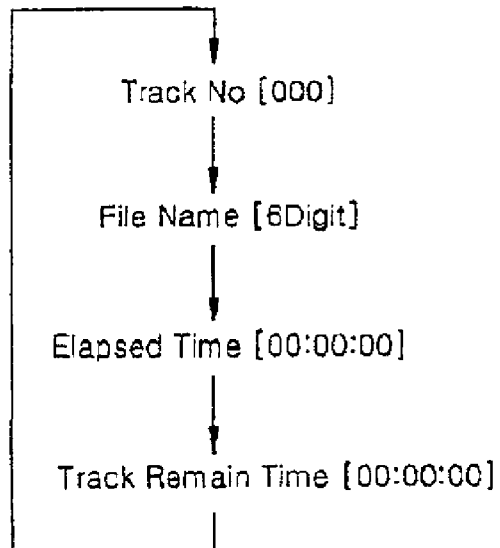 Track No [000]
File Name [6Digit]
Elapsed Time [00:00:00]
Track Remain Time [00:00:00]